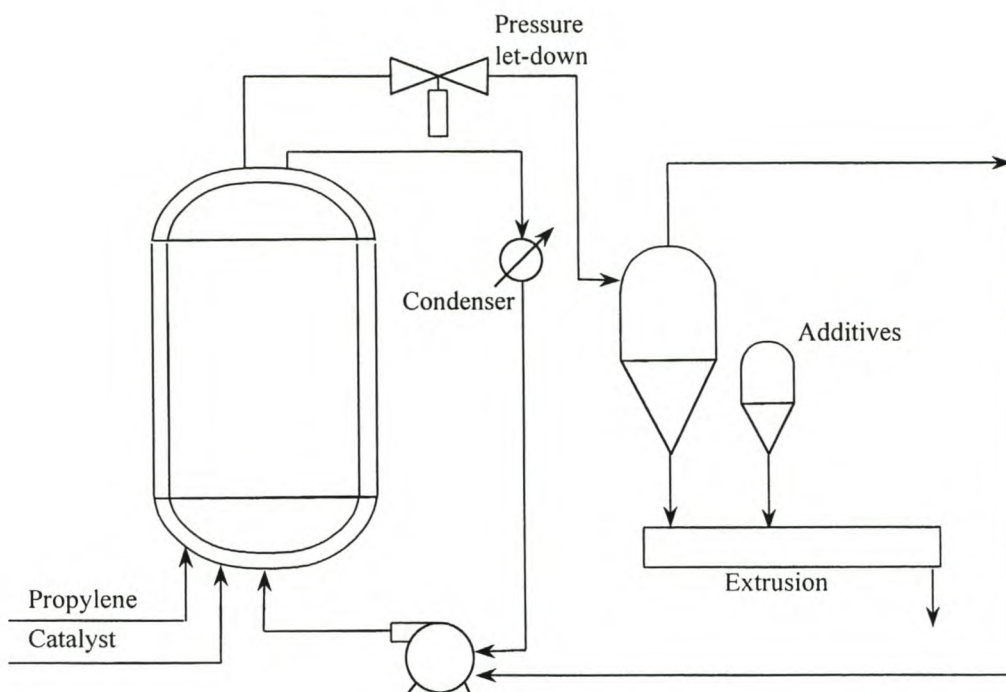 Pressure
let-down
Condenser
Additives
Extrusion
Propylene
Catalyst